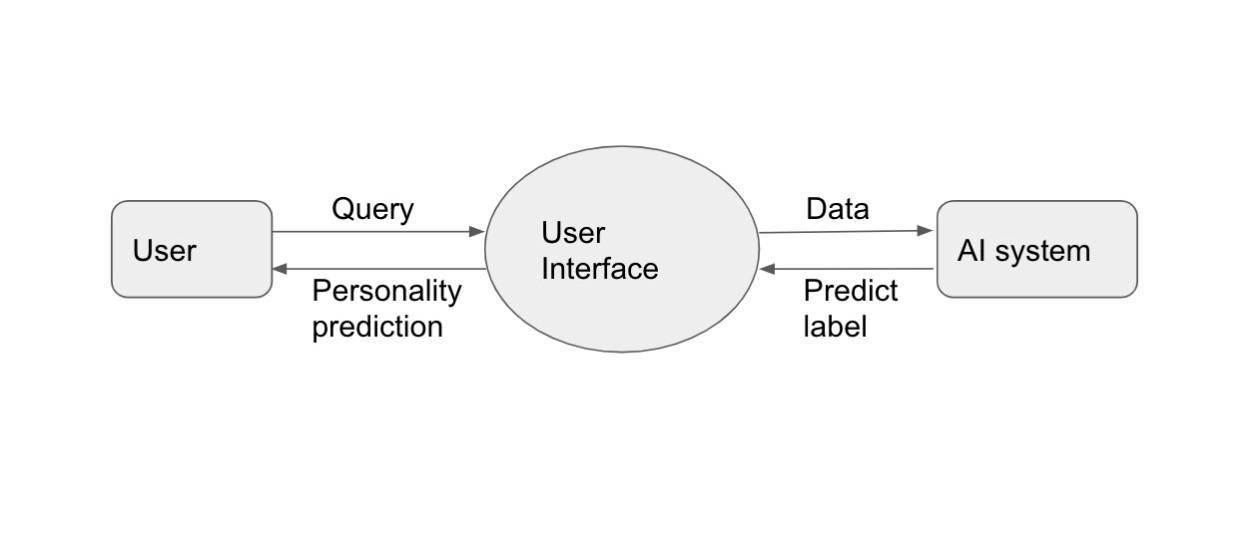 Query
Data
User
User
Interface
AI system
Personality
prediction
Predict
label